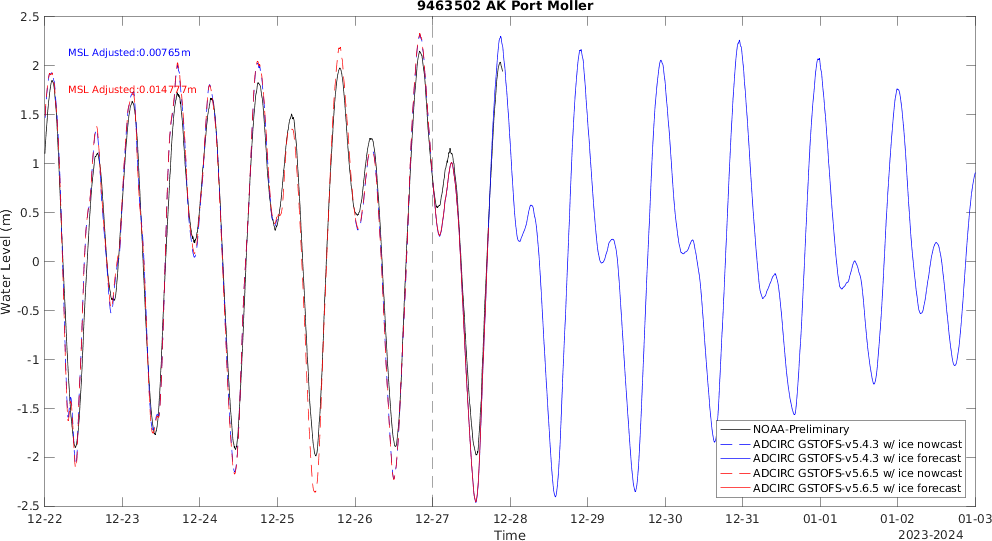 9463502 AK Port Moller
MSL Adjusted:0.00765m
MSL Adjusted:0.014777m
Water Level (m)
2.5
2
1.5
1
0.5
0
-0.5
-1
-1.5
-2
-2.5
NOAA-Preliminary
ADCIRC GSTOFS-v5.4.3 w/ ice nowcast
ADCIRC GSTOFS-v5.4.3 w/ ice forecast
ADCIRC GSTOFS-v5.6.5 w/ ice nowcast
ADCIRC GSTOFS-v5.6.5 w/ ice forecast
12-22 12-23 12-24 12-25 12-26 12-27 12-28 12-29 12-30 12-31 01-01 01-02 01-03
Time
2023-2024